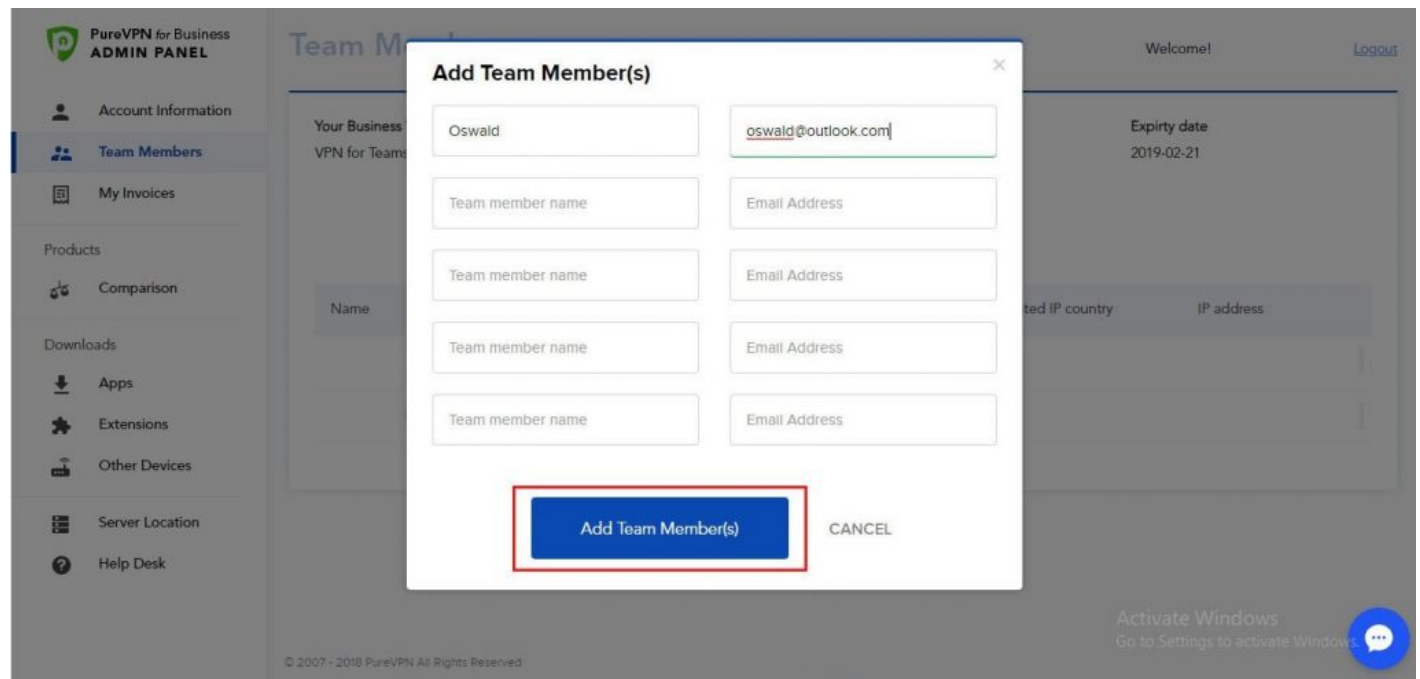 PureVPN for Business
ADMIN PANEL
Account Information
Team Members
My Invoices
Products
Comparison
Downloads
Apps
Extensions
Other Devices
Server Location
Help Desk
Team M
Welcome!
Logout
Your Business
VPN for Teams
Expirty date
2019-02-21
Name
ted IP country
IP address
Add Team Member(s)
×
Oswald
oswald@outlook.com
Team member name
Email Address
Team member name
Email Address
Team member name
Email Address
Team member name
Email Address
Add Team Member(s)
CANCEL
Activate Windows
Go to Settings to activate Windows.
© 2007 - 2018 PureVPN All Rights Reserved